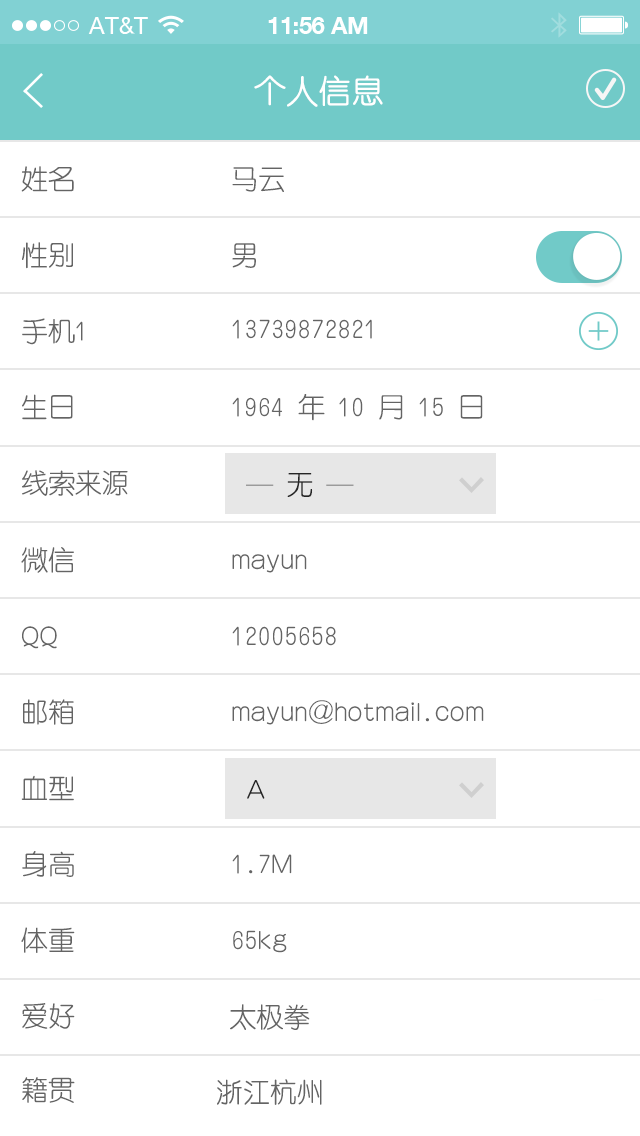 AT&T 11:56 AM
个人信息
姓名 马云
性别 男
手机1 13739872821
生日 1964 年 10 月 15 日
线索来源 — 无 —
微信 mayun
QQ 12005658
邮箱 mayun@hotmail.com
血型 A
身高 1.7M
体重 65kg
爱好 太极拳
籍贯 浙江杭州